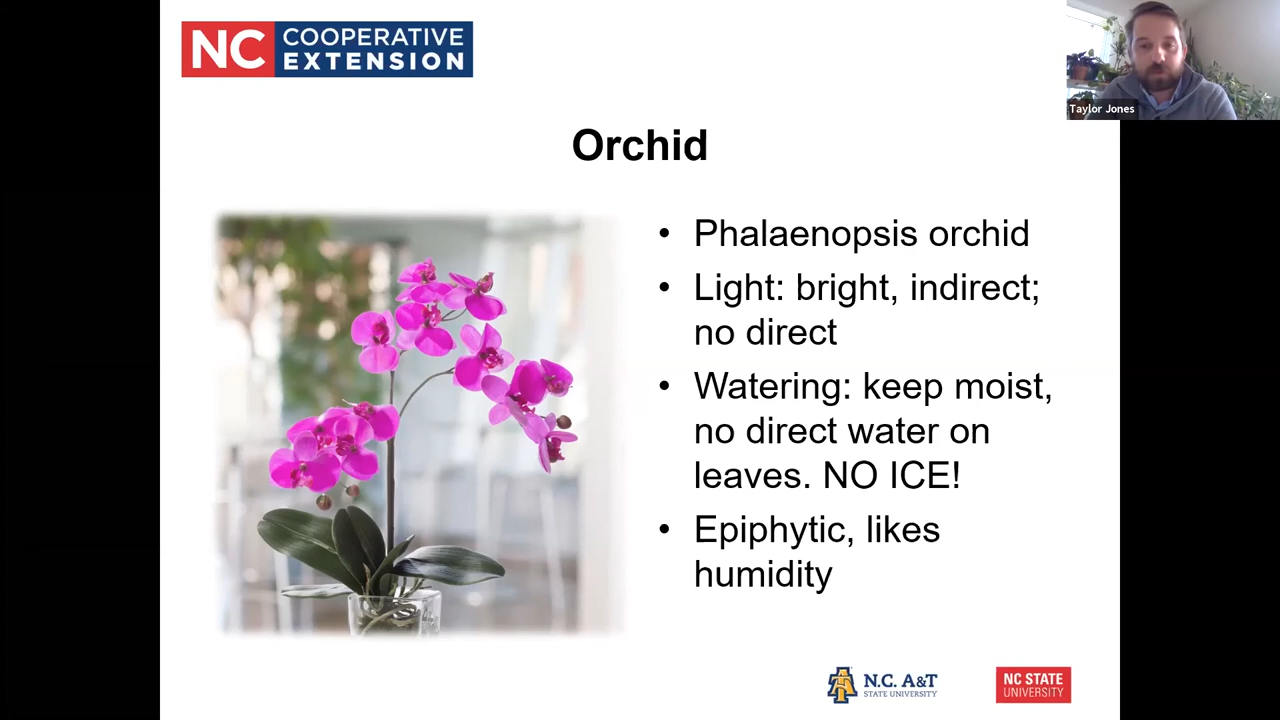 NC COOPERATIVE
EXTENSION
Taylor Jones
Orchid
• Phalaenopsis orchid
• Light: bright, indirect;
no direct
• Watering: keep moist,
no direct water on
leaves. NO ICE!
• Epiphytic, likes
humidity
N.C. A&T
STATE UNIVERSITY
NC STATE
UNIVERSITY